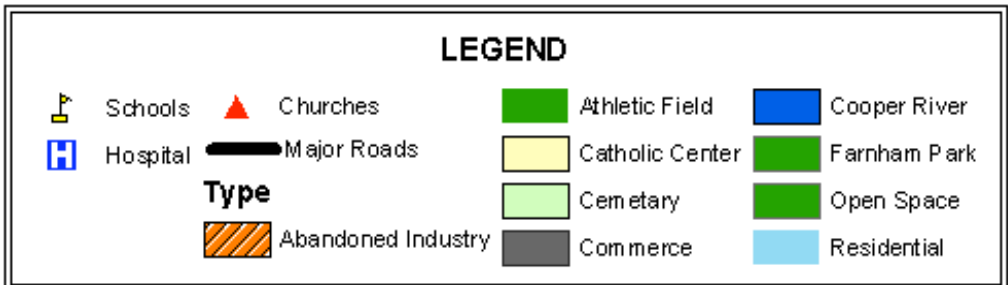 LEGEND
Schools
Hospital
H
Churches
Major Roads
Type
Abandoned Industry
Athletic Field
Catholic Center
Cemetary
Commerce
Cooper River
Farnham Park
Open Space
Residential